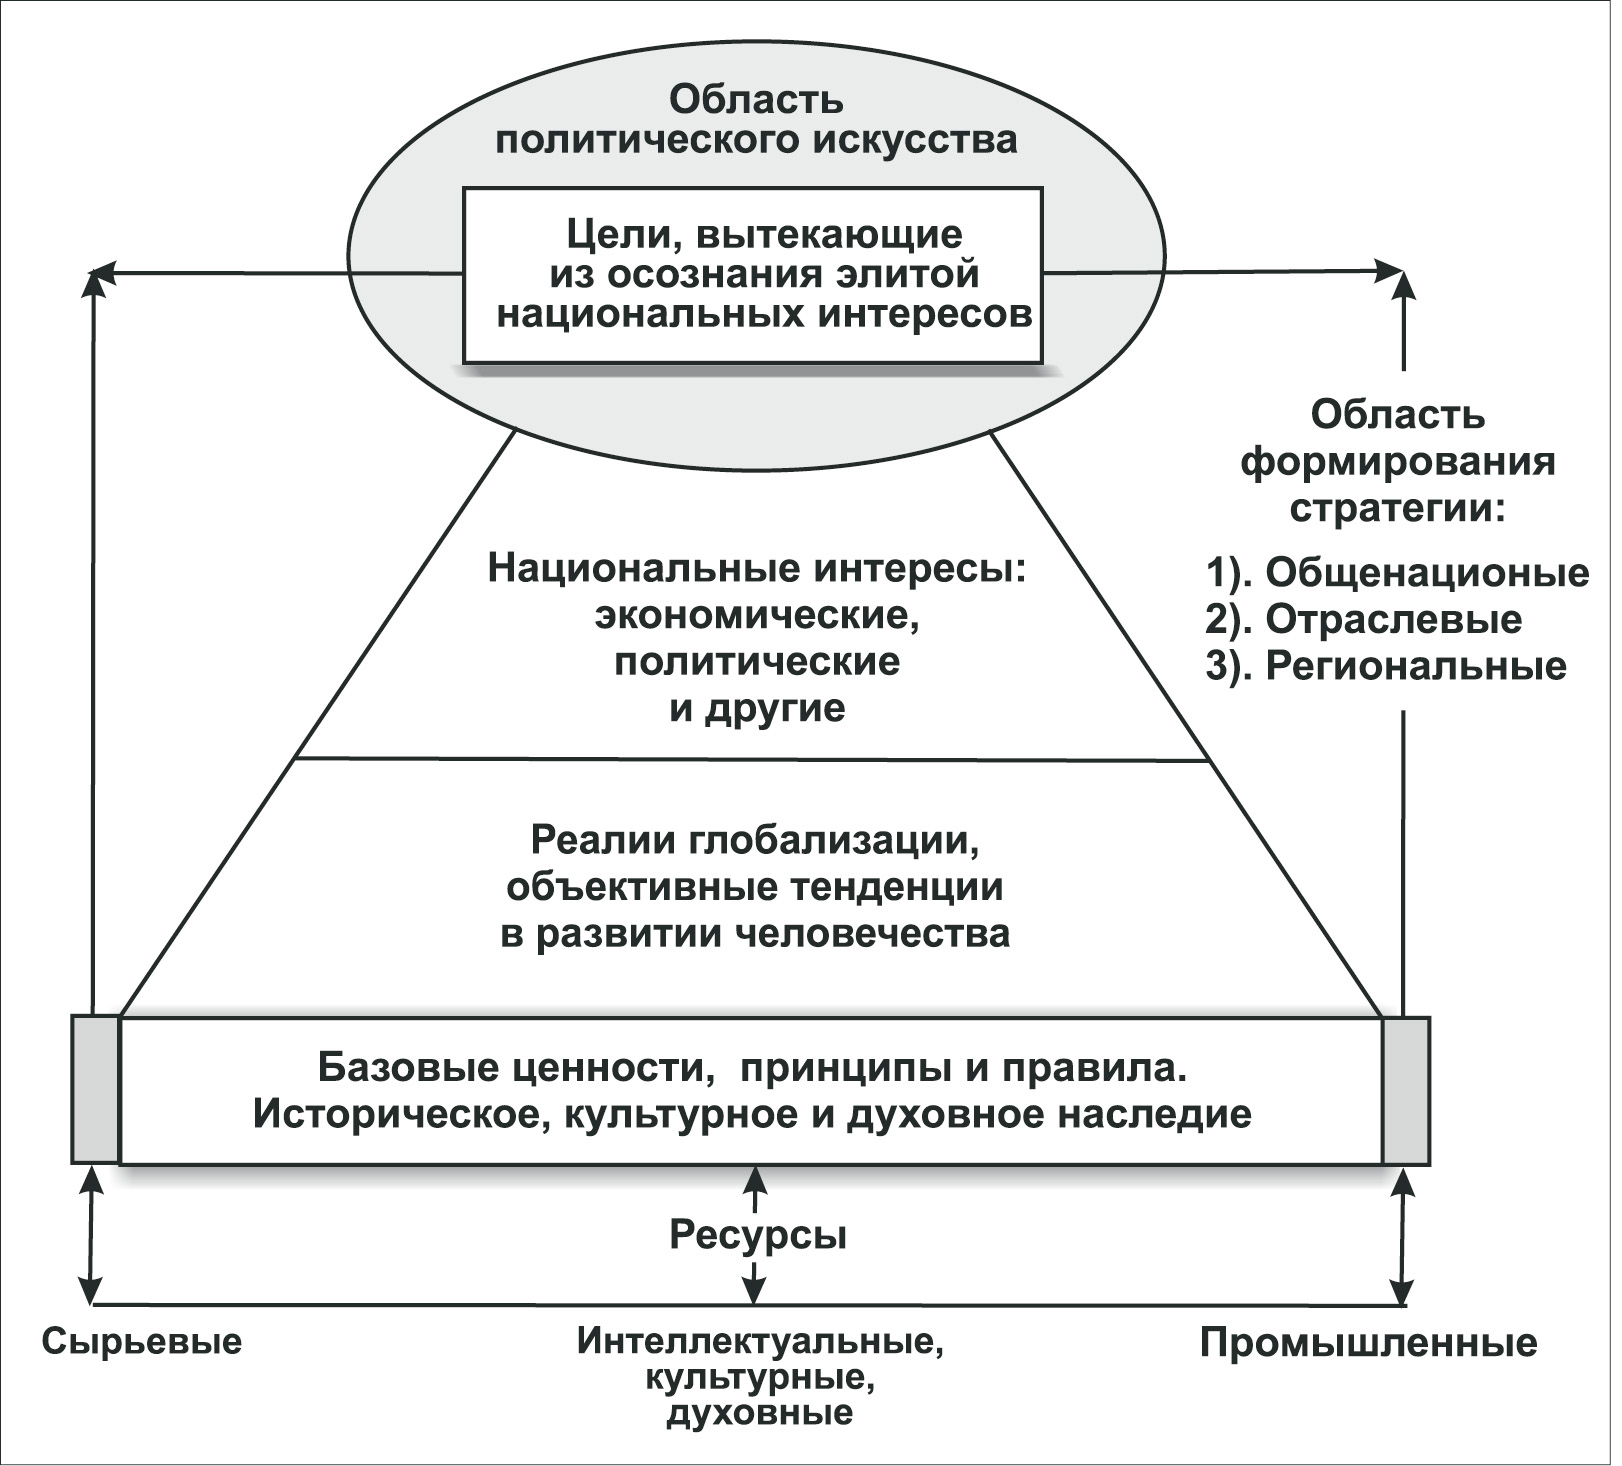 Область
политического искусства
Цели, вытекающие
из осознания элитой
национальных интересов
Область
формирования
стратегии:
1). Общенационые
2). Отраслевые
3). Региональные
Национальные интересы:
экономические,
политические
и другие
Реалии глобализации,
объективные тенденции
в развитии человечества
Базовые ценности, принципы и правила.
Историческое, культурное и духовное наследие
Ресурсы
Сырьевые
Интеллектуальные,
культурные,
духовные
Промышленные